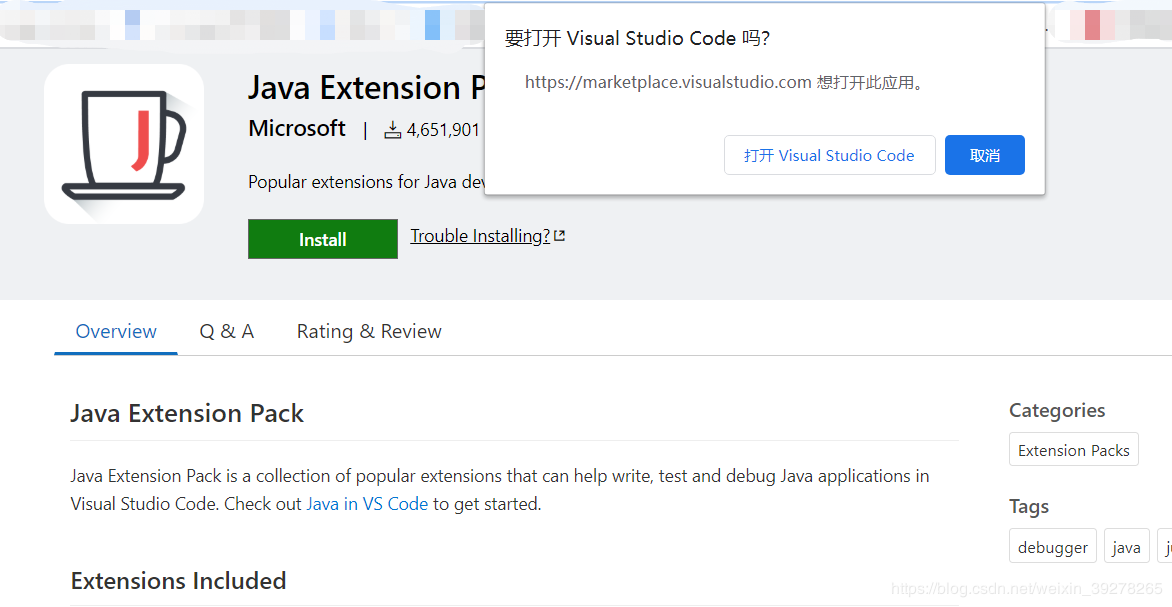 要打开 Visual Studio Code 吗?
https://marketplace.visualstudio.com 想打开此应用。
打开 Visual Studio Code
取消
Java Extension P
Microsoft | 4,651,901
Popular extensions for Java dev
Install
Trouble Installing?
Overview
Q & A
Rating & Review
Java Extension Pack
Java Extension Pack is a collection of popular extensions that can help write, test and debug Java applications in
Visual Studio Code. Check out Java in VS Code to get started.
Extensions Included
Categories
Extension Packs
Tags
debugger
java
https://blog.csdn.net/weixin_39278265